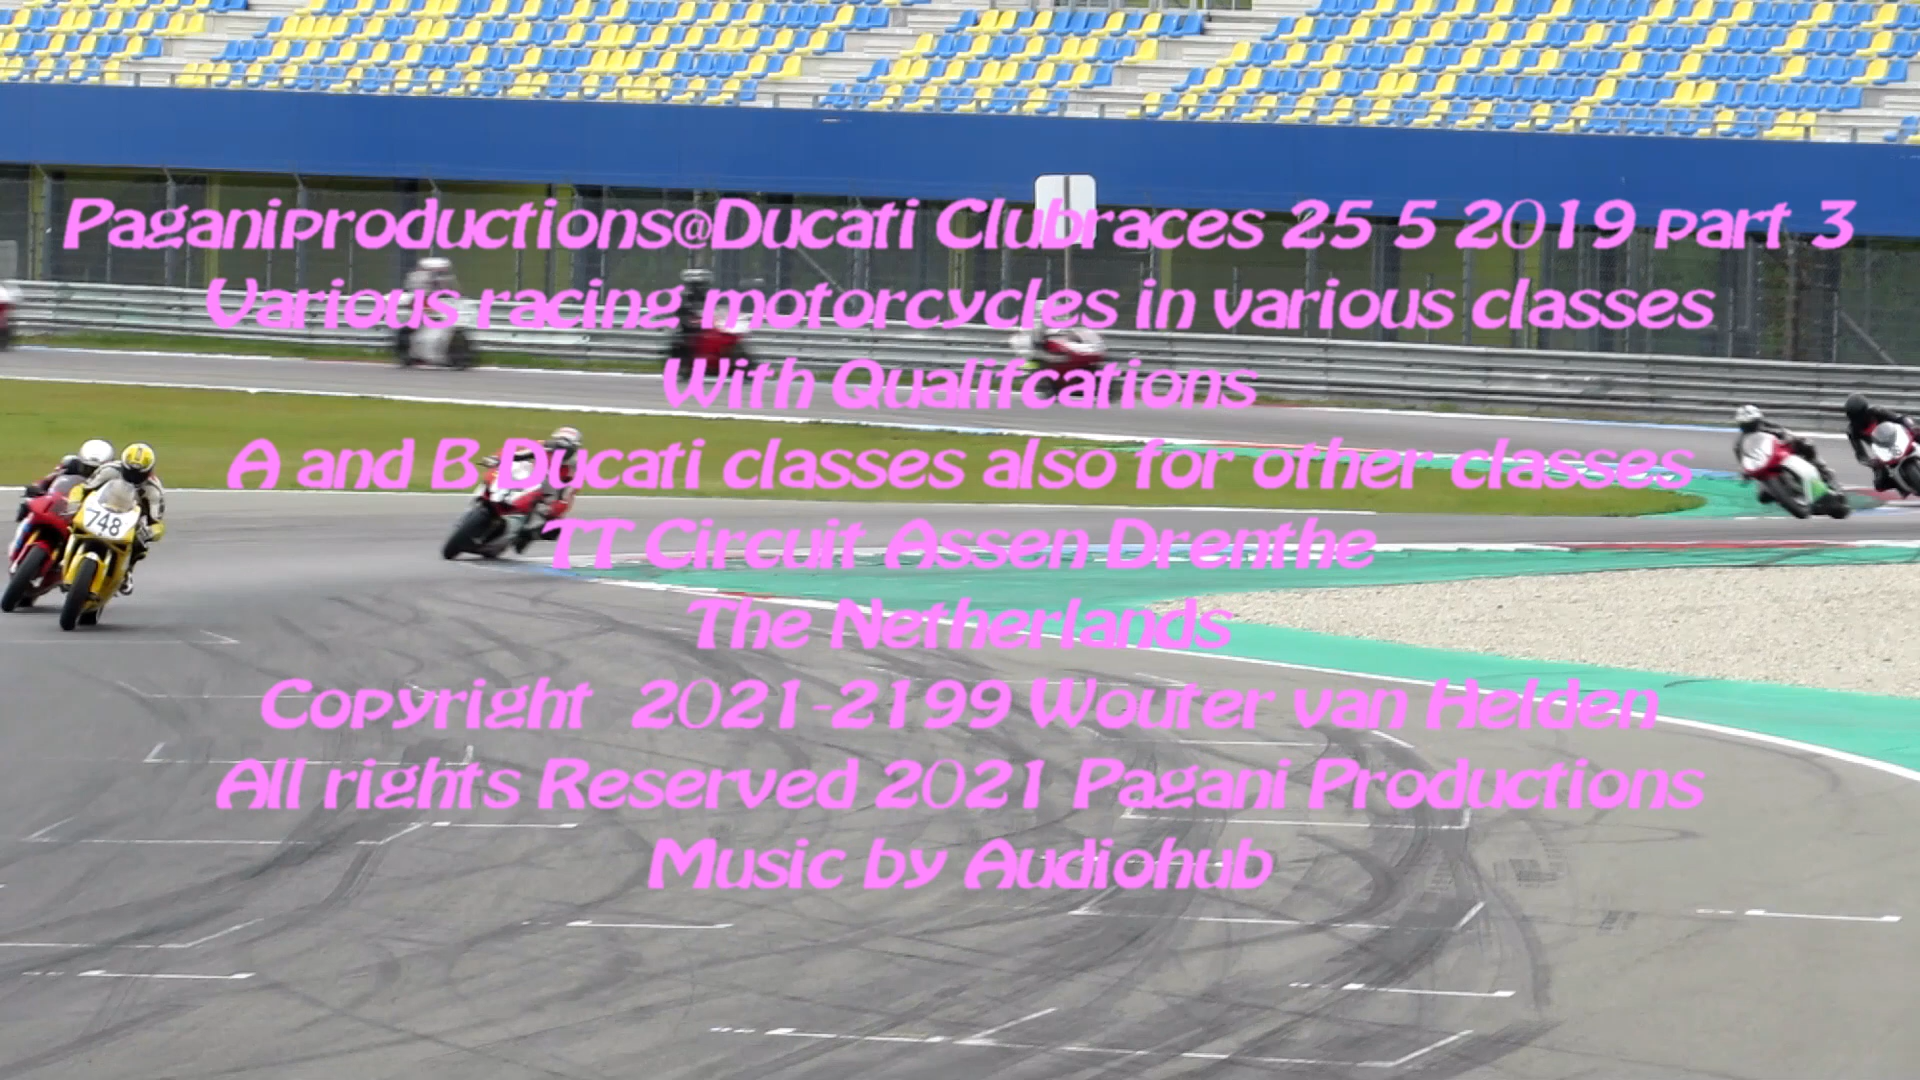 Paganiproductions@Ducati Clubraces 25 5 2019 part 3
Various racing motorcycles in various classes
With Qualifcations
A and B Ducati classes also for other classes
TT Circuit Assen Drenthe
The Netherlands
Copyright 2021-2199 Wouter van Helden
All rights Reserved 2021 Pagani Productions
Music by Audiohub
748